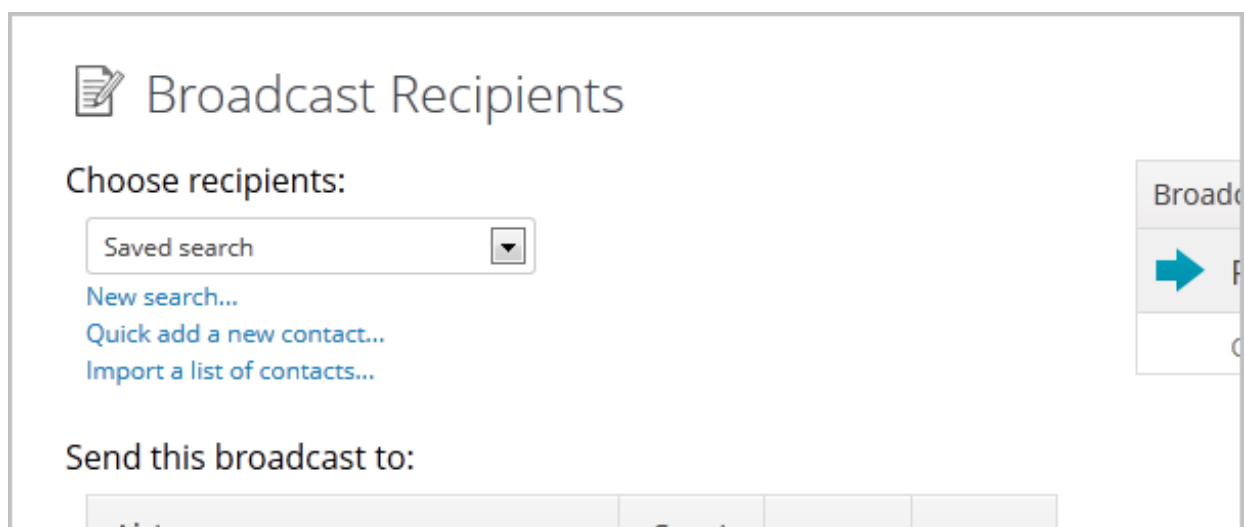 Broadcast Recipients
Choose recipients:
Saved search
New search...
Quick add a new contact...
Import a list of contacts...
Send this broadcast to: